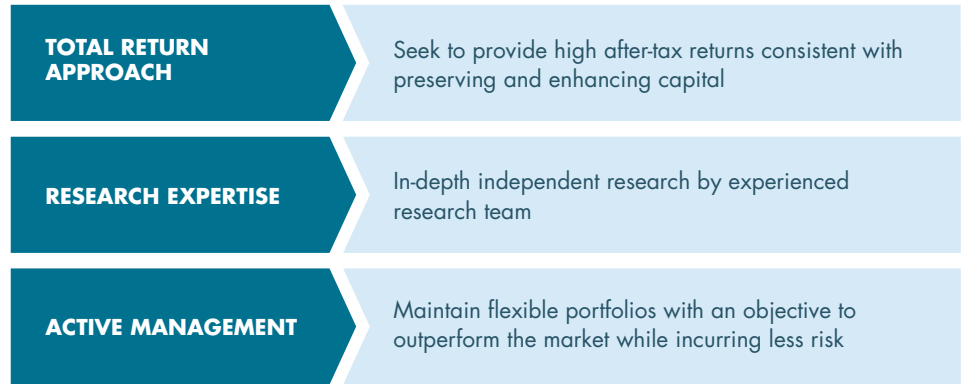 TOTAL RETURN
APPROACH
Seek to provide high after-tax returns consistent with
preserving and enhancing capital
RESEARCH EXPERTISE
In-depth independent research by experienced
research team
ACTIVE MANAGEMENT
Maintain flexible portfolios with an objective to
outperform the market while incurring less risk